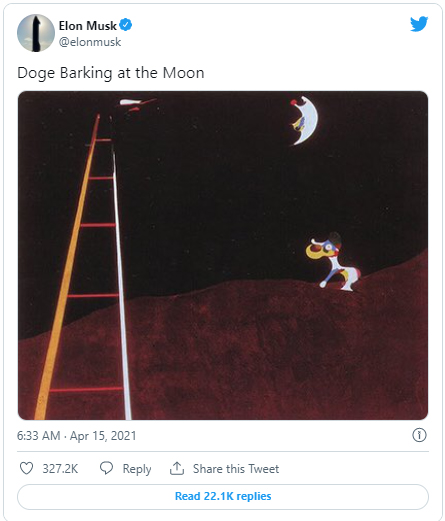 Elon Musk
@elonmusk
Doge Barking at the Moon
6:33 AM · Apr 15, 2021
327.2K Reply Share this Tweet
Read 22.1K replies